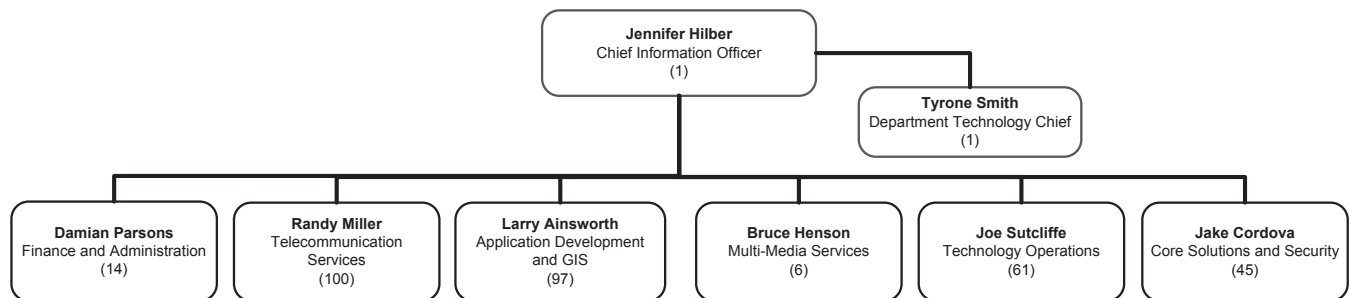 Jennifer Hilber
Chief Information Officer
(1)
Tyrone Smith
Department Technology Chief
(1)
Damian Parsons
Finance and Administration
(14)
Randy Miller
Telecommunication
Services
(100)
Larry Ainsworth
Application Development
and GIS
(97)
Bruce Henson
Multi-Media Services
(6)
Joe Sutcliffe
Technology Operations
(61)
Jake Cordova
Core Solutions and Security
(45)